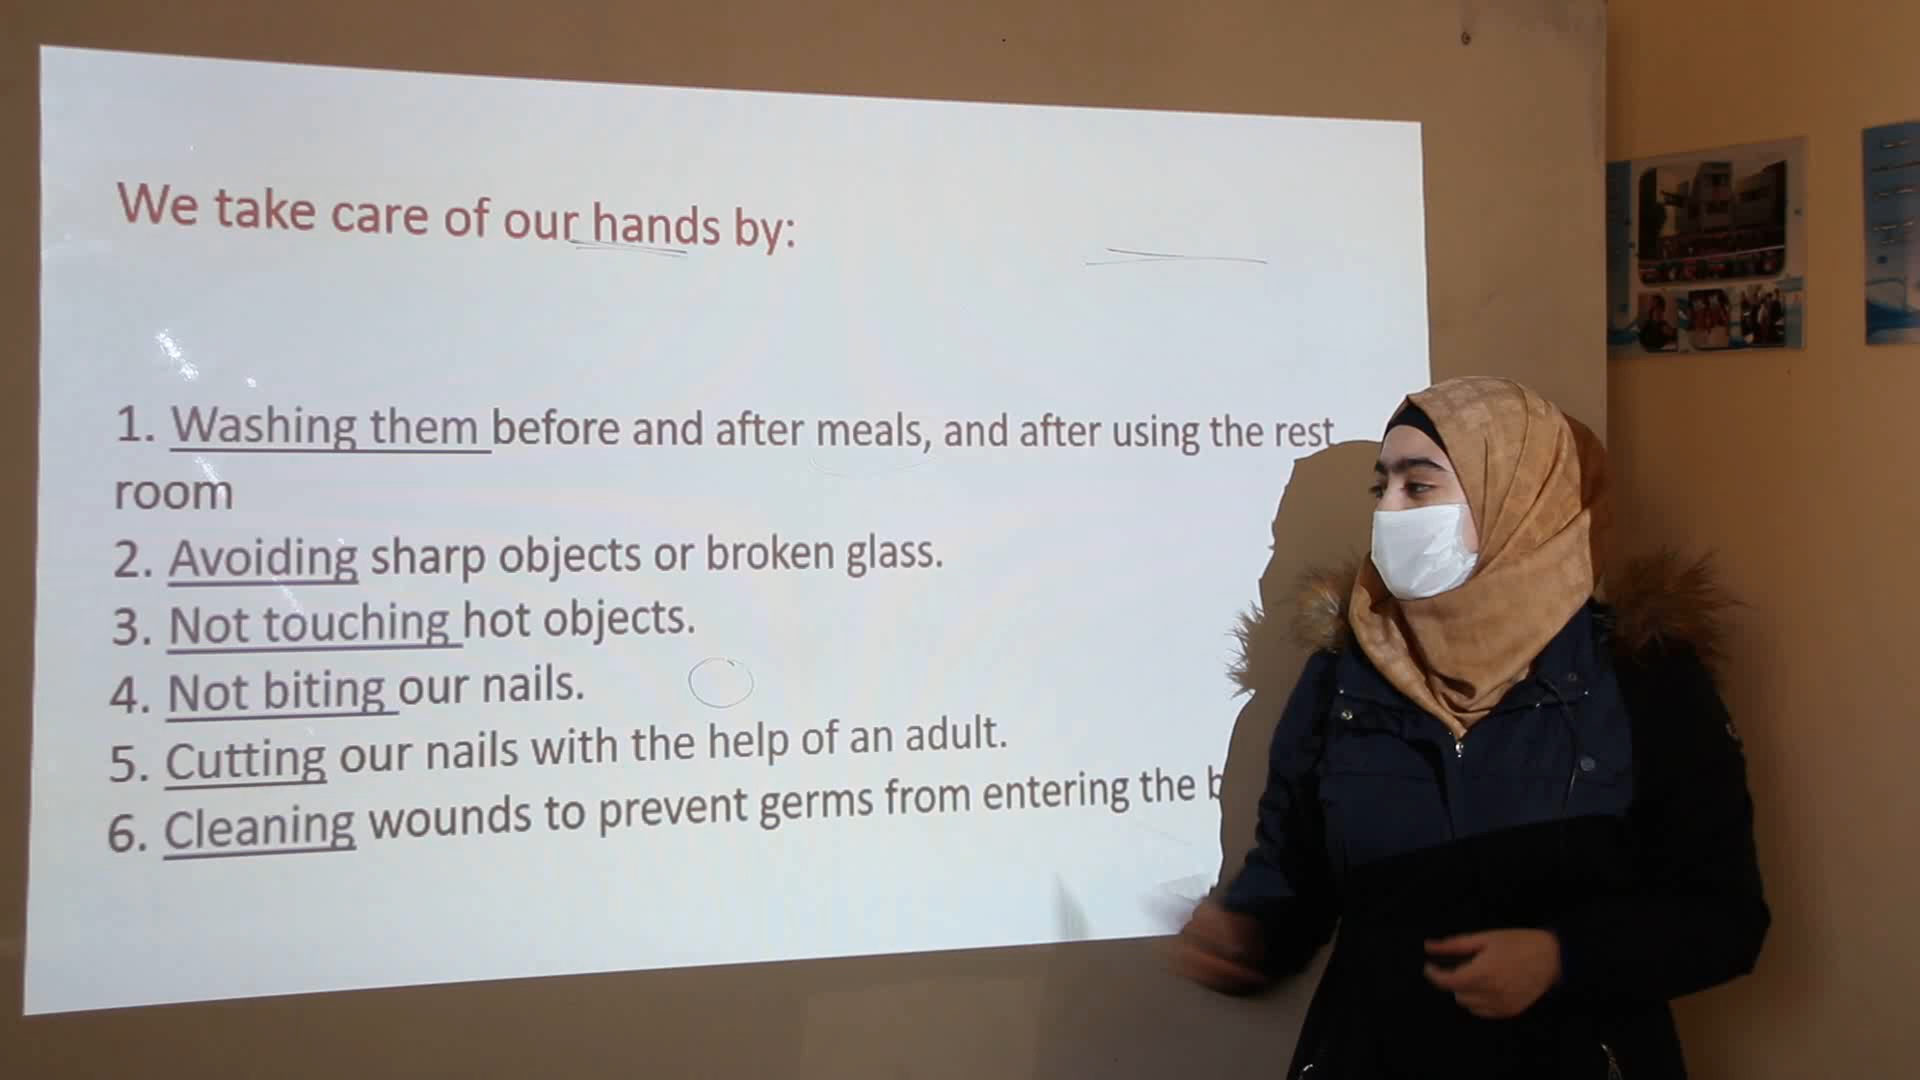 We take care of our hands by:
1. Washing them before and after meals, and after using the rest
room
2. Avoiding sharp objects or broken glass.
3. Not touching hot objects.
4. Not biting our nails.
5. Cutting our nails with the help of an adult.
6. Cleaning wounds to prevent germs from entering the